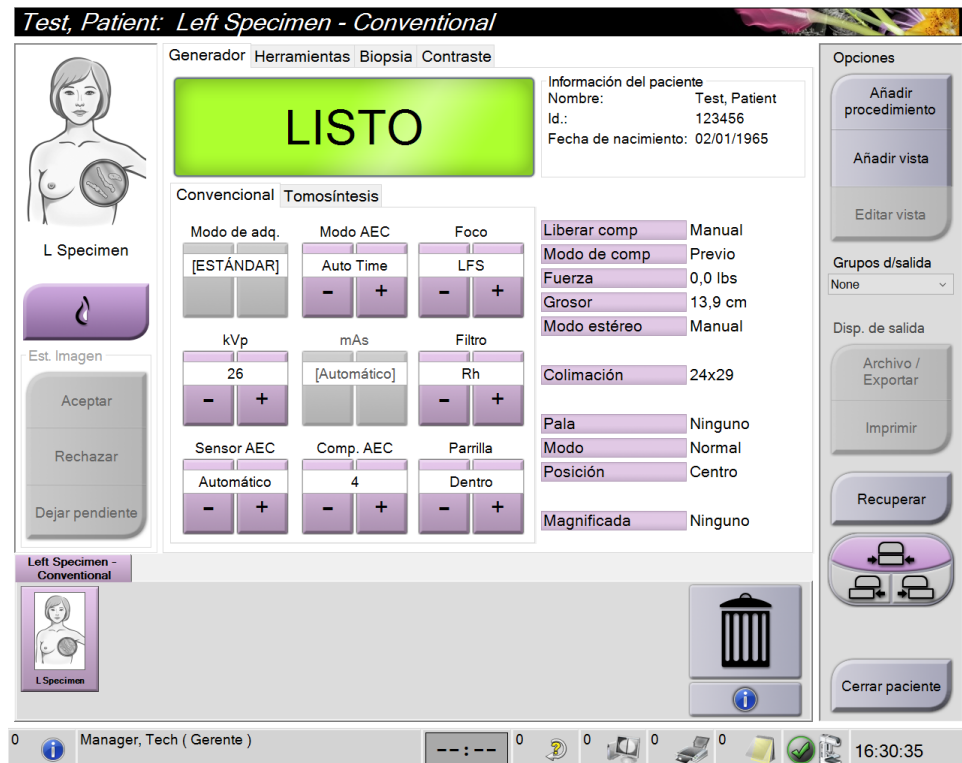 Test, Patient: Left Specimen - Conventional
Generador Herramientas Biopsia Contraste
LISTO
Información del paciente
Nombre: Test, Patient
Id.: 123456
Fecha de nacimiento: 02/01/1965
L Specimen
Est. Imagen
Aceptar
Rechazar
Dejar pendiente
Convencional Tomosíntesis
Modo de adq. Modo AEC Foco
[ESTÁNDAR] Auto Time LFS
- + - +
kVp mAs Filtro
26 [Automático] Rh
- + - +
Sensor AEC Comp. AEC Parrilla
Automático 4 Dentro
- + - + - +
Liberar comp Manual
Modo de comp Previo
Fuerza 0,0 lbs
Grosor 13,9 cm
Modo estéreo Manual
Colimación 24x29
Pala Ninguno
Modo Normal
Posición Centro
Magnificada Ninguno
Opciones
Añadir
procedimiento
Añadir vista
Editar vista
Grupos d/salida
None
Disp. de salida
Archivo /
Exportar
Imprimir
Recuperar
Cerrar paciente
Left Specimen -
Conventional
L Specimen
0 Manager, Tech ( Gerente ) --:-- 0 0 0 0 16:30:35